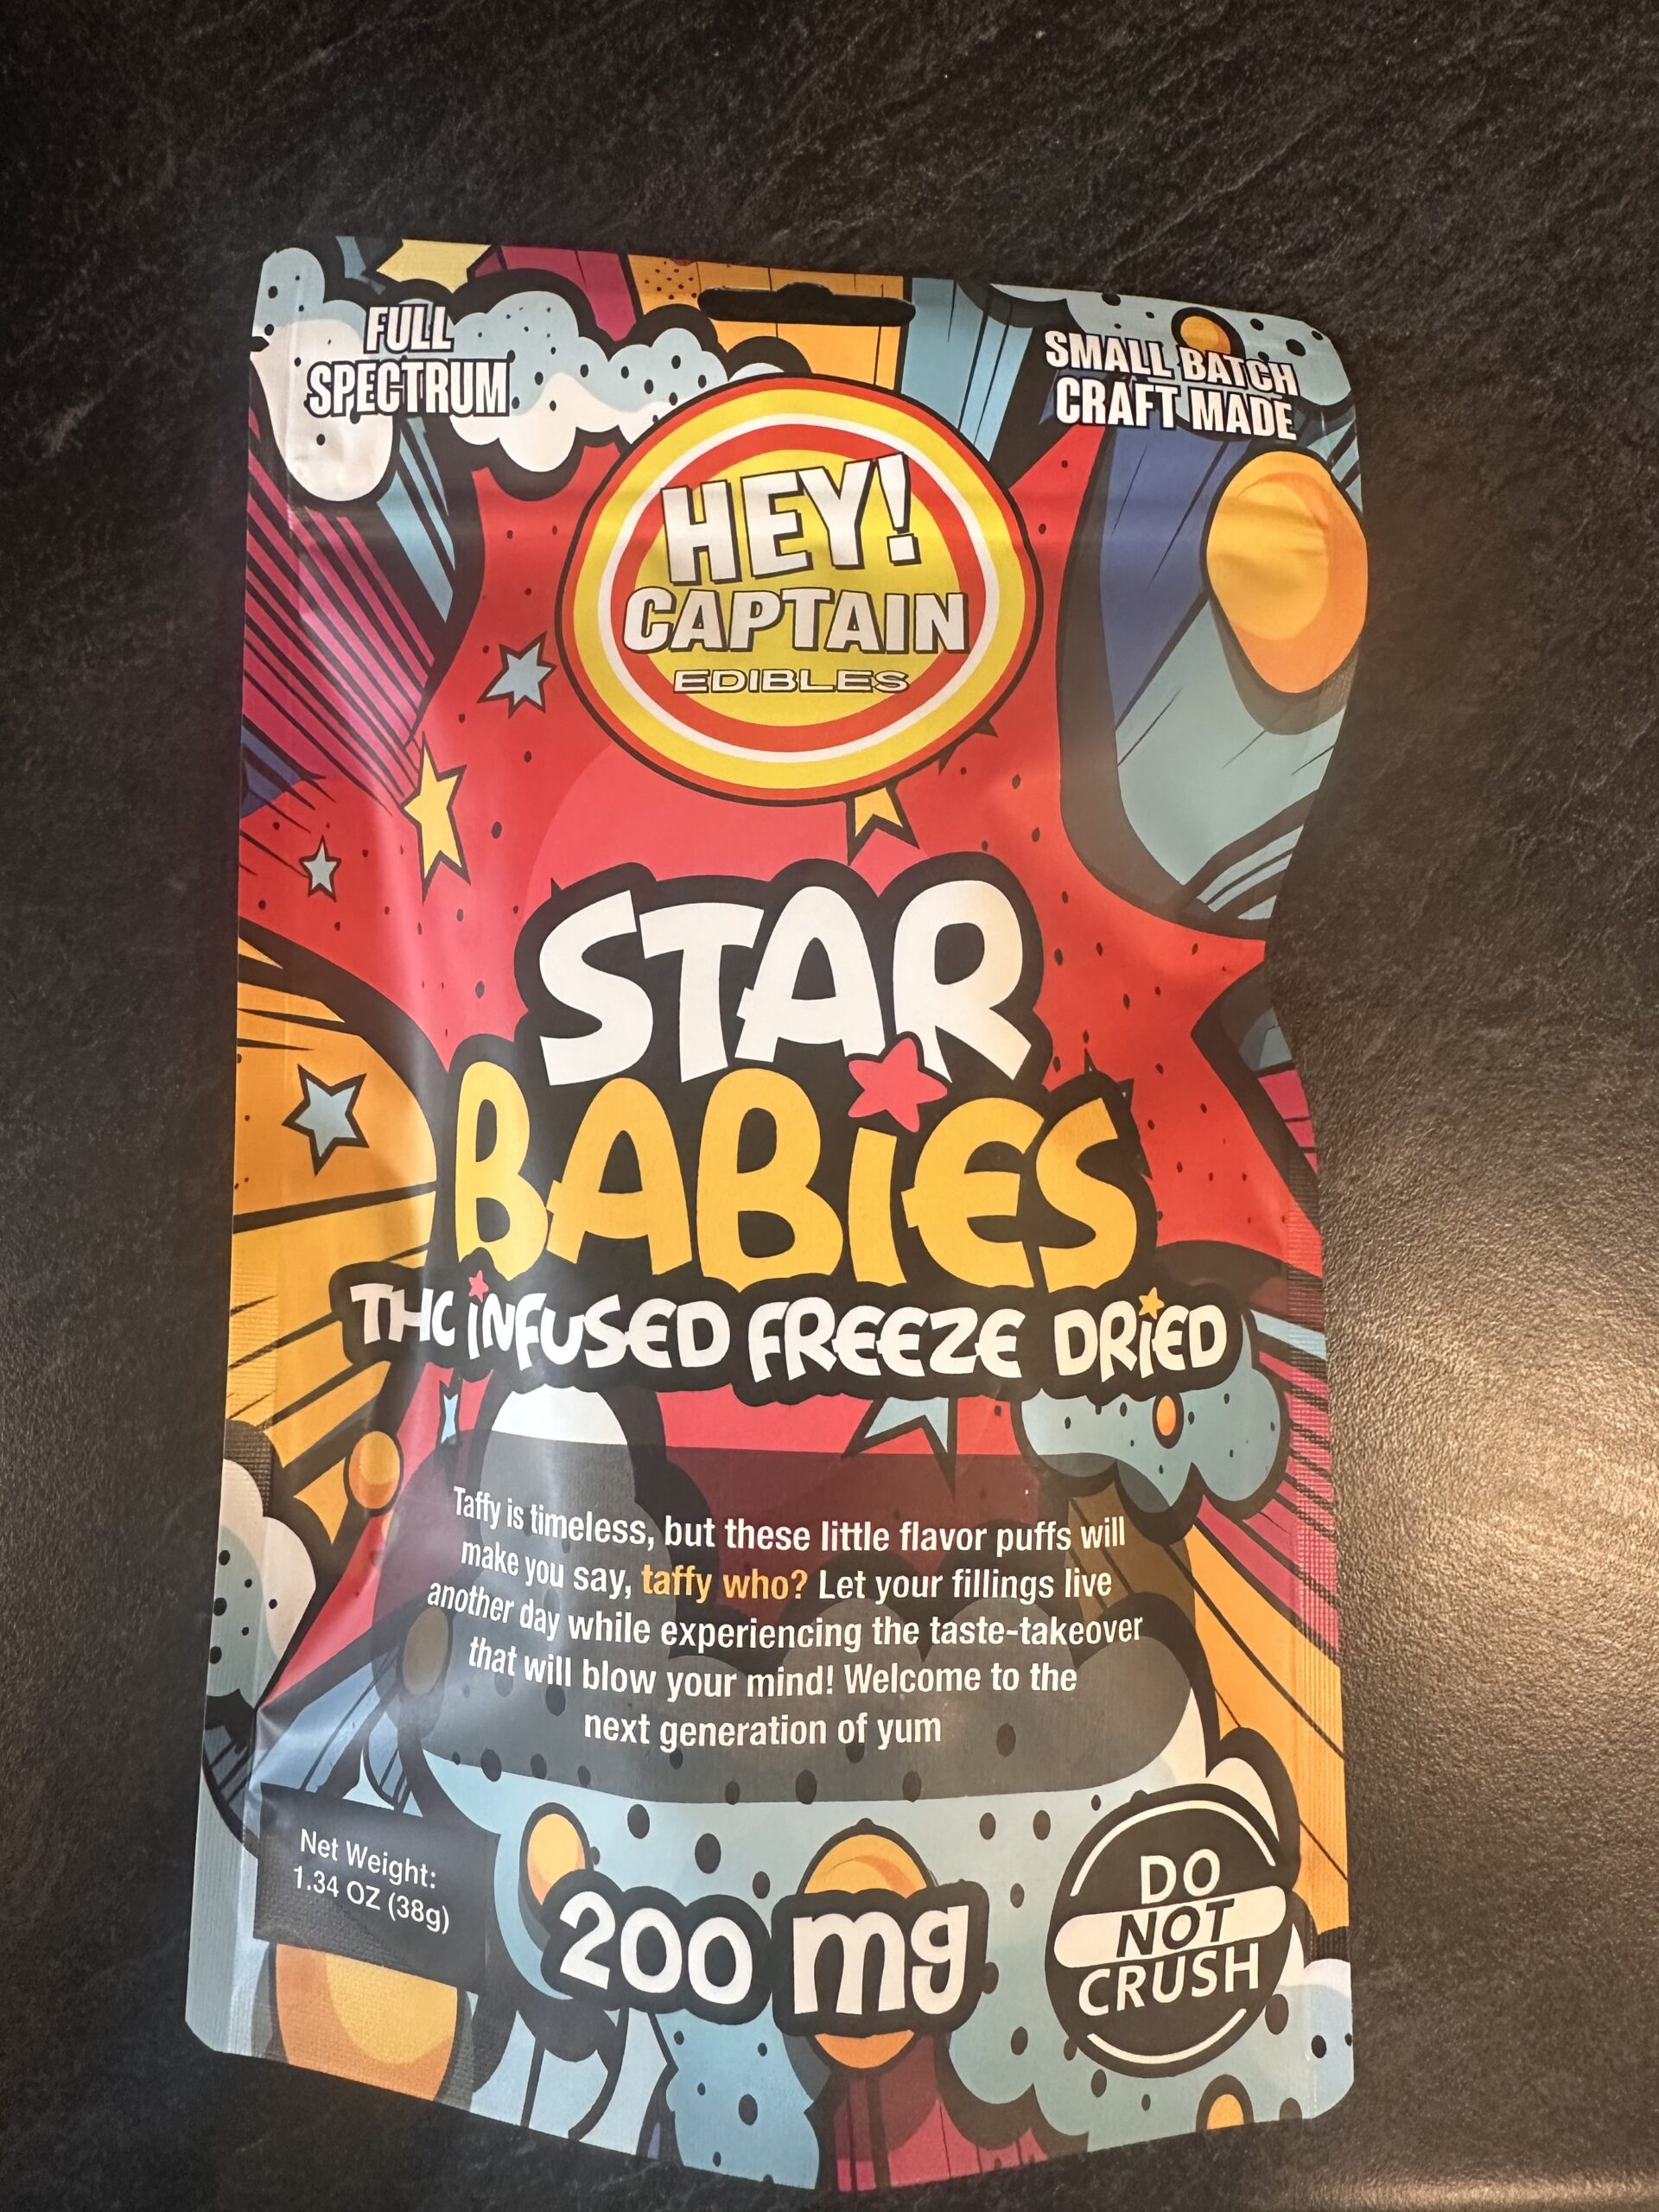 FULL
SPECTRUM
SMALL BATCH
CRAFT MADE
HEY!
CAPTAIN
EDIBLES
STAR
BABiES
THC iNFUSED FREEZE DRiED
Taffy is timeless, but these little flavor puffs will
make you say, taffy who? Let your fillings live
another day while experiencing the taste-takeover
that will blow your mind! Welcome to the
next generation of yum
Net Weight:
1.34 OZ (38g)
200 mg
DO
NOT
CRUSH